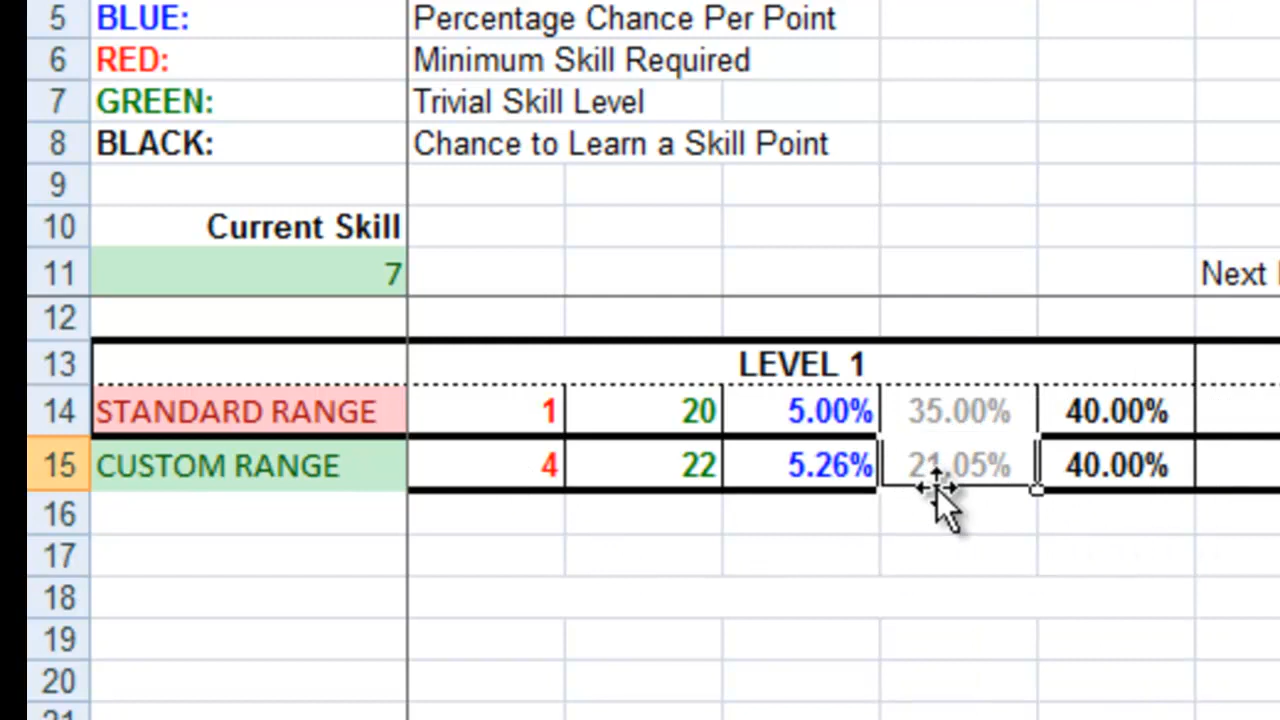 5 BLUE: Percentage Chance Per Point
6 RED: Minimum Skill Required
7 GREEN: Trivial Skill Level
8 BLACK: Chance to Learn a Skill Point
9
10 Current Skill
11 7 Next
12
13 LEVEL 1
14 STANDARD RANGE 1 20 5.00% 35.00% 40.00%
15 CUSTOM RANGE 4 22 5.26% 21.05% 40.00%
16
17
18
19
20